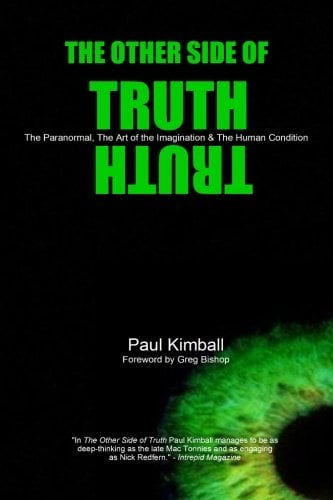 THE OTHER SIDE OF
TRUTH
The Paranormal, The Art of the Imagination & The Human Condition
TRUTH
Paul Kimball
Foreword by Greg Bishop
"In The Other Side of Truth Paul Kimball manages to be as
deep-thinking as the late Mac Tonnies and as engaging
as Nick Redfern." - Intrepid Magazine